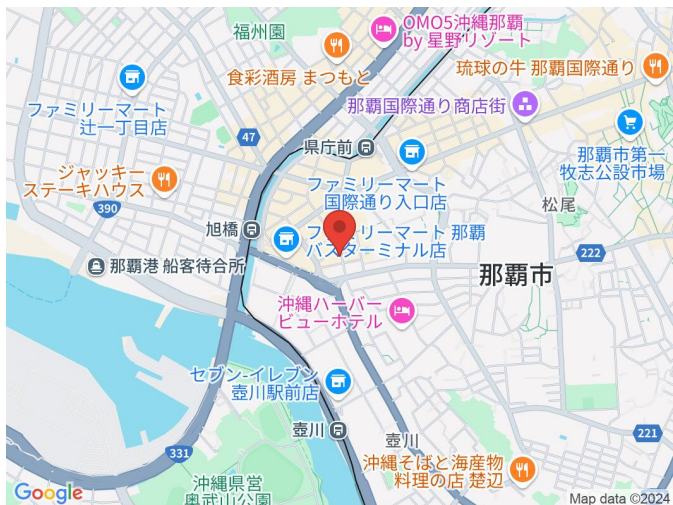 福州園
OMO5沖縄那覇
by 星野リゾート
食彩酒房 まつもと
琉球の牛 那覇国際通り
ファミリーマート
辻一丁目店
那覇国際通り商店街
47
県庁前
那覇市第一
牧志公設市場
ジャッキー
ステーキハウス
ファミリーマート
国際通り入口店
松尾
390
旭橋
ファミリーマート 那覇
バスターミナル店
222
那覇港 船客待合所
那覇市
沖縄ハーバー
ビューホテル
セブン-イレブン
壺川駅前店
壺川
壺川
221
331
沖縄そばと海産物
料理の店 楚辺
沖縄県営
奥武山公園
Google
Map data ©2024